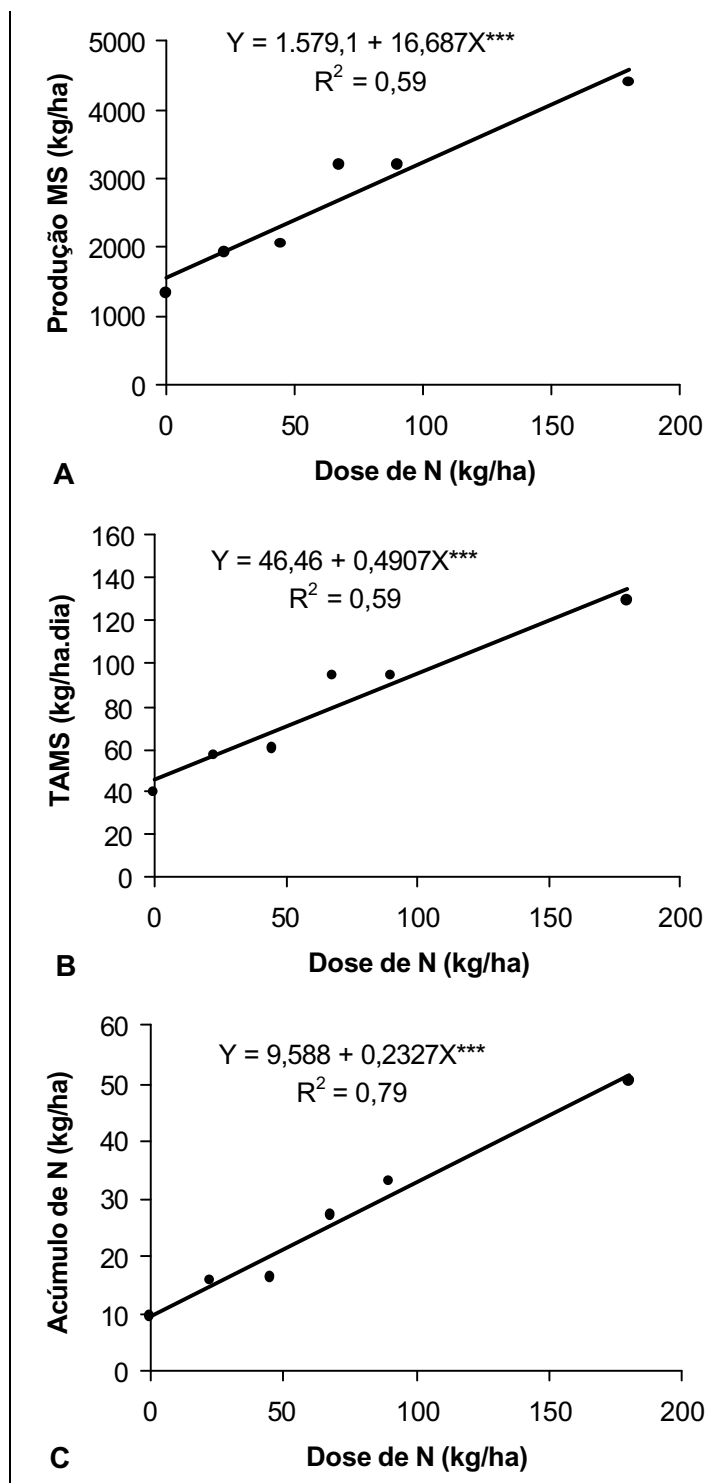 Y = 1.579,1 + 16,687X***
R² = 0,59
5000
4000
3000
2000
1000
0
Produção MS (kg/ha)
0 50 100 150 200
A Dose de N (kg/ha)
Y = 46,46 + 0,4907X***
R² = 0,59
160
140
120
100
80
60
40
20
0
TAMS (kg/ha.dia)
0 50 100 150 200
B Dose de N (kg/ha)
Y = 9,588 + 0,2327X***
R² = 0,79
60
50
40
30
20
10
0
Acúmulo de N (kg/ha)
0 50 100 150 200
C Dose de N (kg/ha)